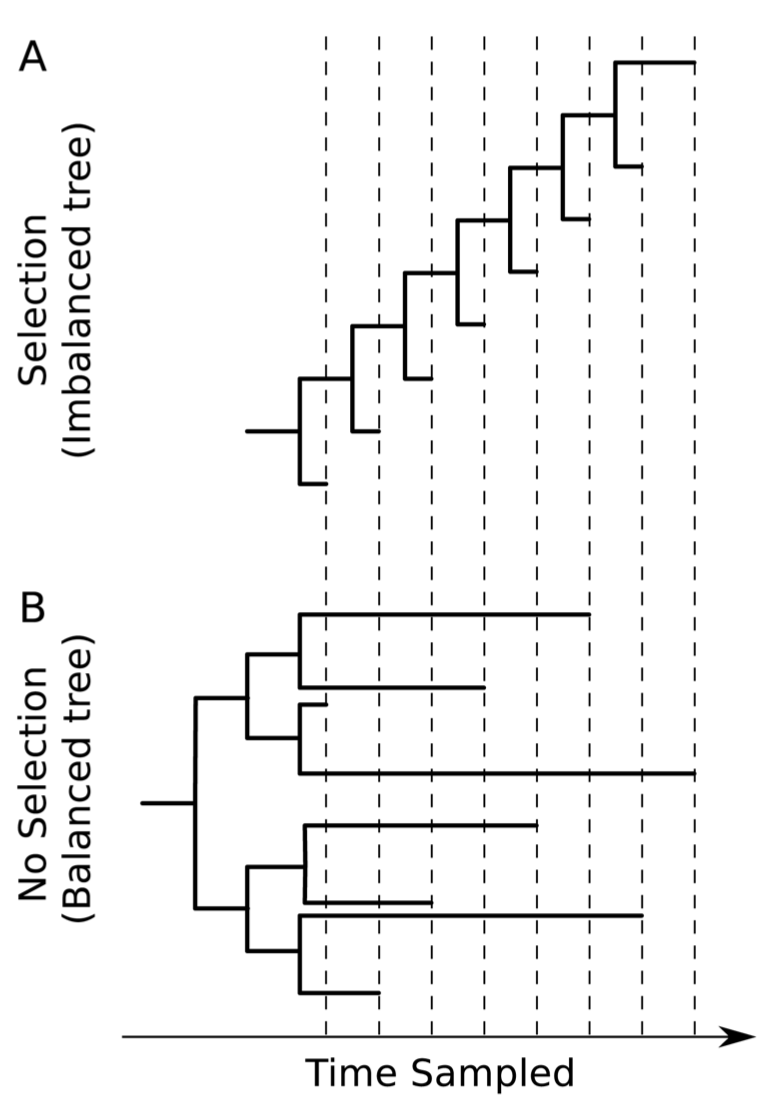 A
Selection
(Imbalanced tree)
B
No Selection
(Balanced tree)
Time Sampled